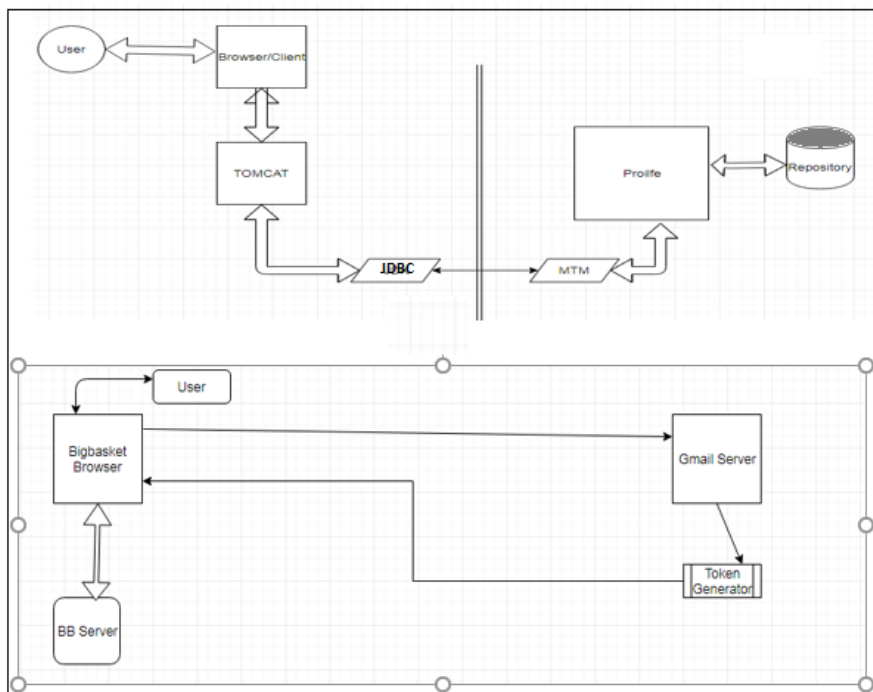 User
Browser/Client
TOMCAT
JDBC
MTM
Proilfe
Repository
User
Bigbasket
Browser
BB Server
Gmail Server
Token
Generator